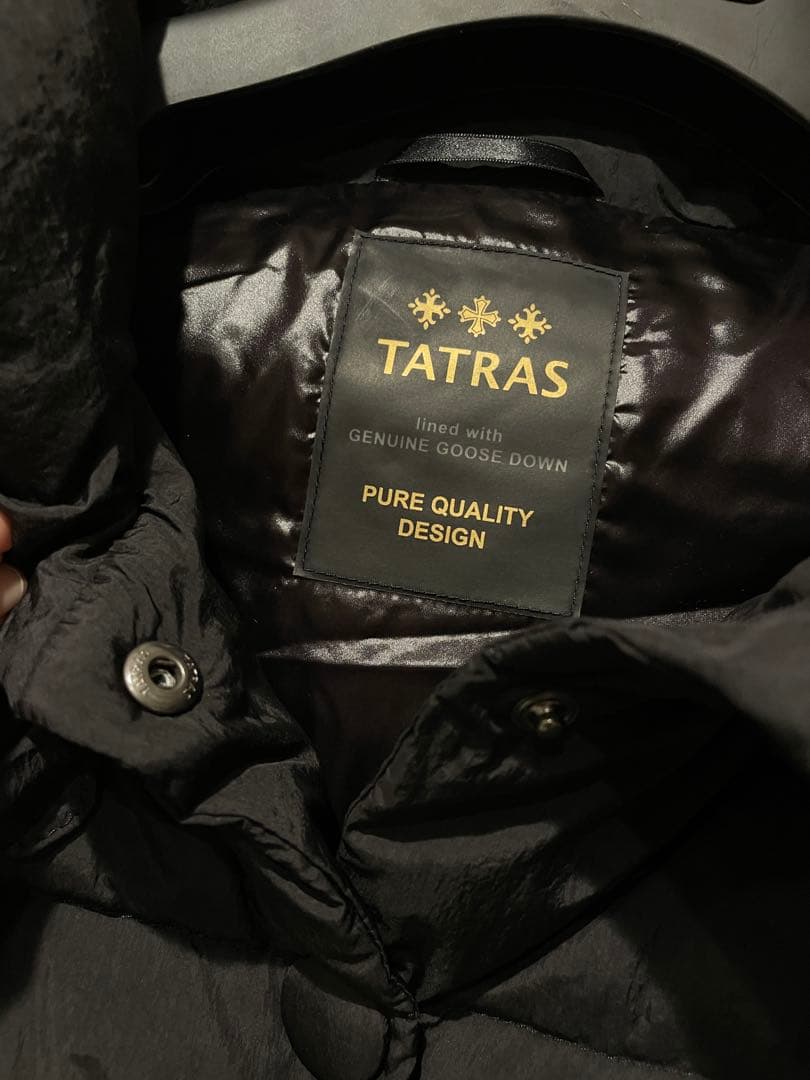 TATRAS
lined with
GENUINE GOOSE DOWN
PURE QUALITY
DESIGN